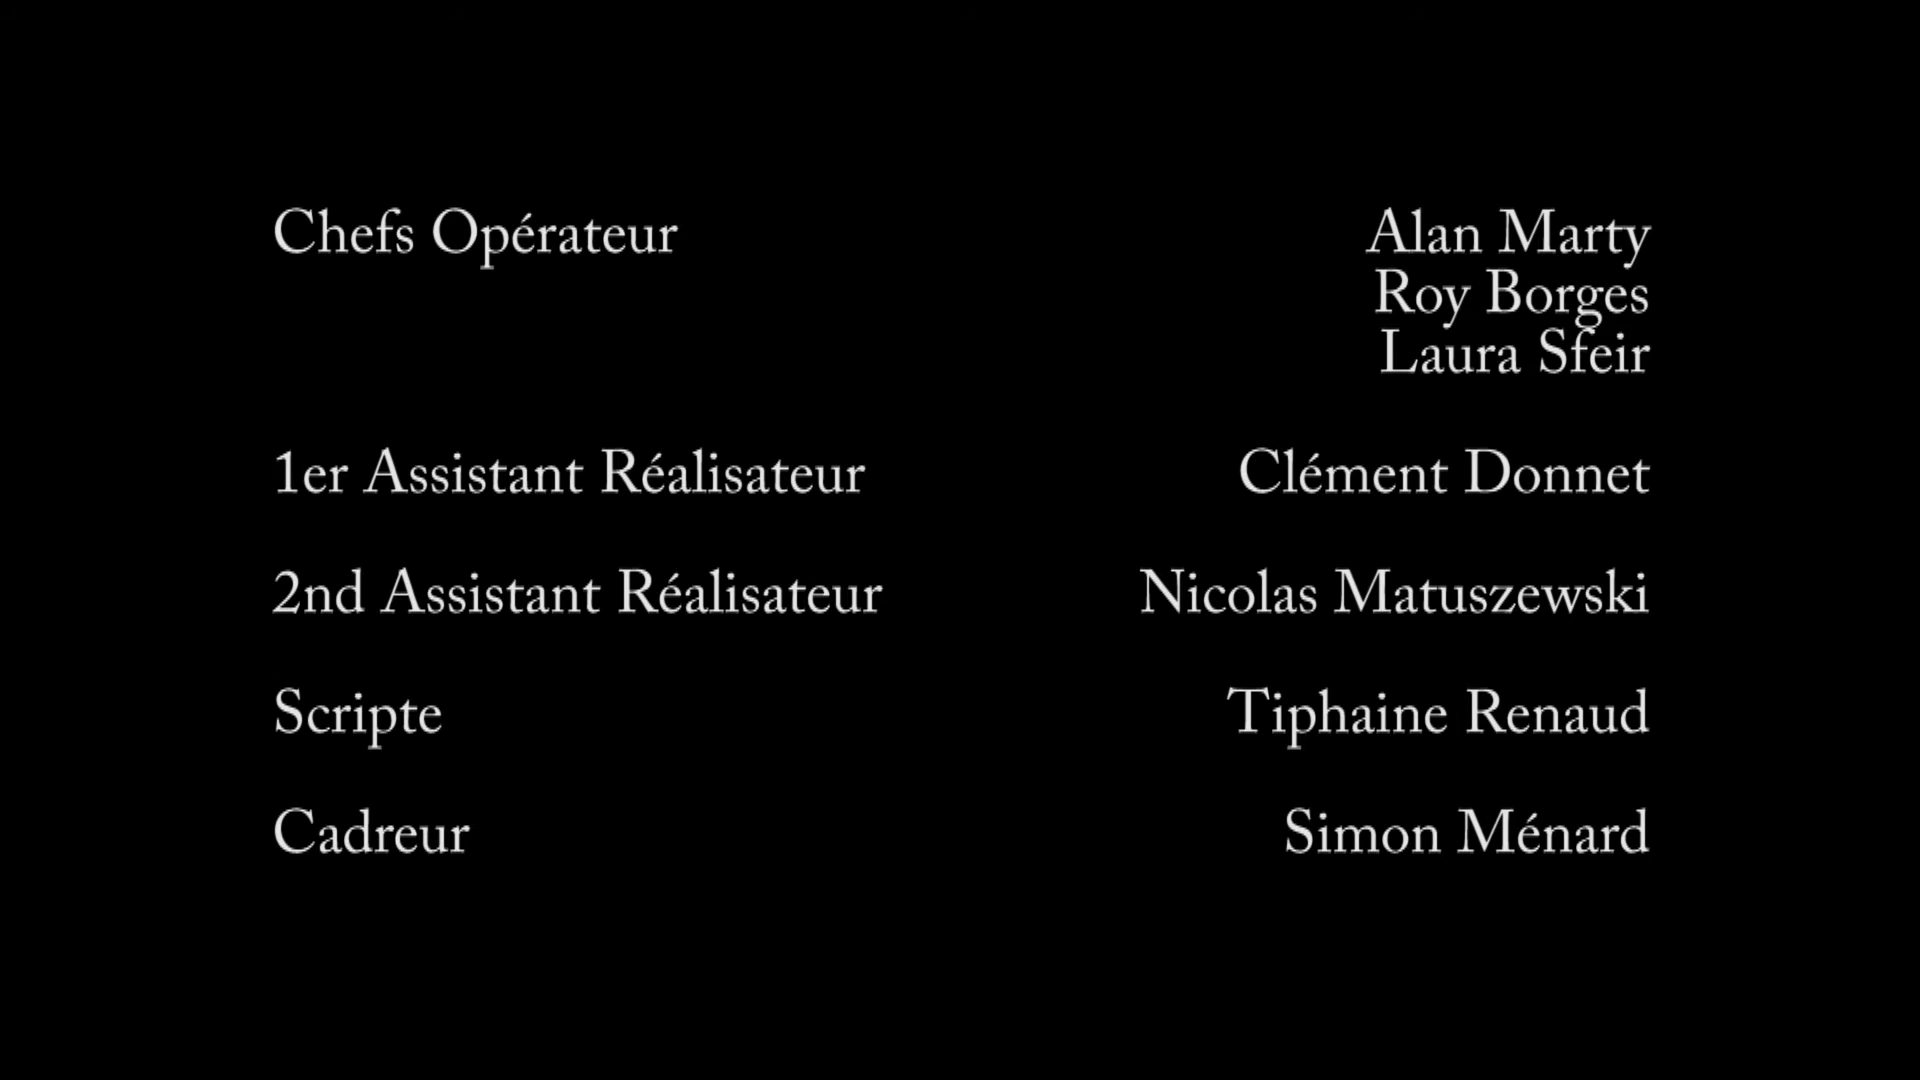 Chefs Opérateur Alan Marty
Roy Borges
Laura Sfeir
1er Assistant Réalisateur Clément Donnet
2nd Assistant Réalisateur Nicolas Matuszewski
Scripte Tiphaine Renaud
Cadreur Simon Ménard